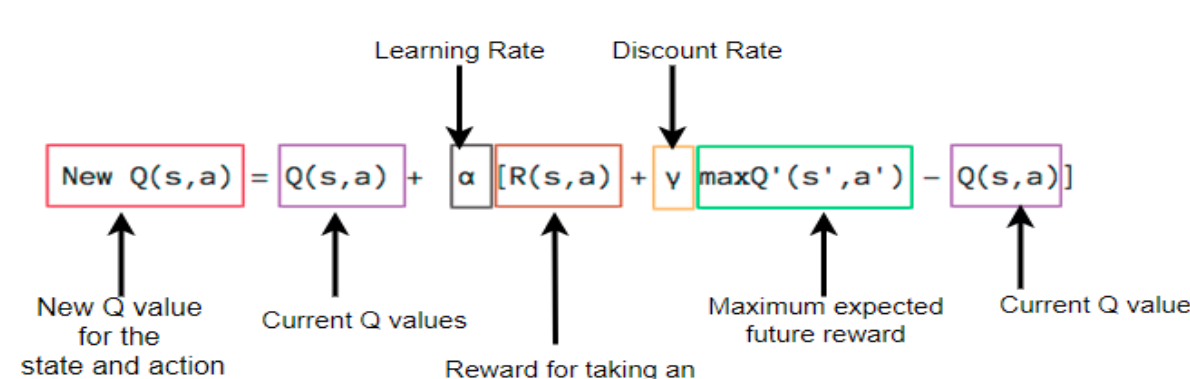 Learning Rate
Discount Rate
New Q(s,a) = Q(s,a) + α [R(s,a) + γ maxQ'(s',a') - Q(s,a)]
New Q value
for the
state and action
Current Q values
Reward for taking an
Maximum expected
future reward
Current Q value